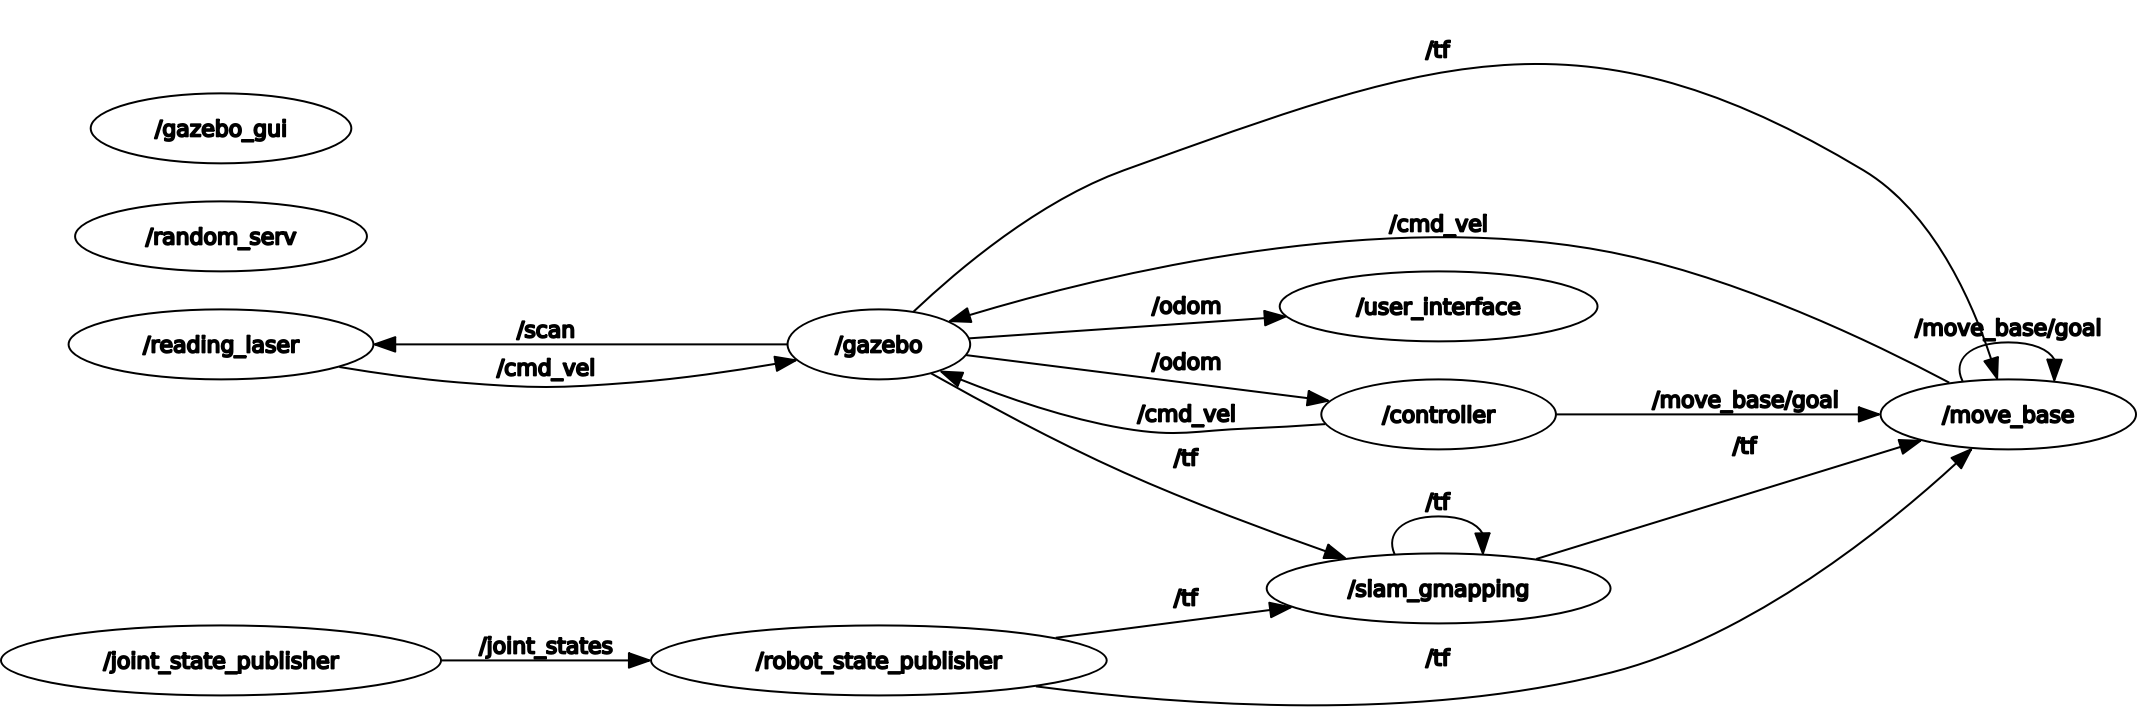 /tf
/gazebo_gui
/random_serv
/cmd_vel
/odom
/user_interface
/scan
/move_base/goal
/reading_laser
/gazebo
/cmd_vel
/odom
/cmd_vel
/controller
/move_base/goal
/move_base
/tf
/tf
/tf
/slam_gmapping
/tf
/joint_state_publisher
/joint_states
/robot_state_publisher
/tf